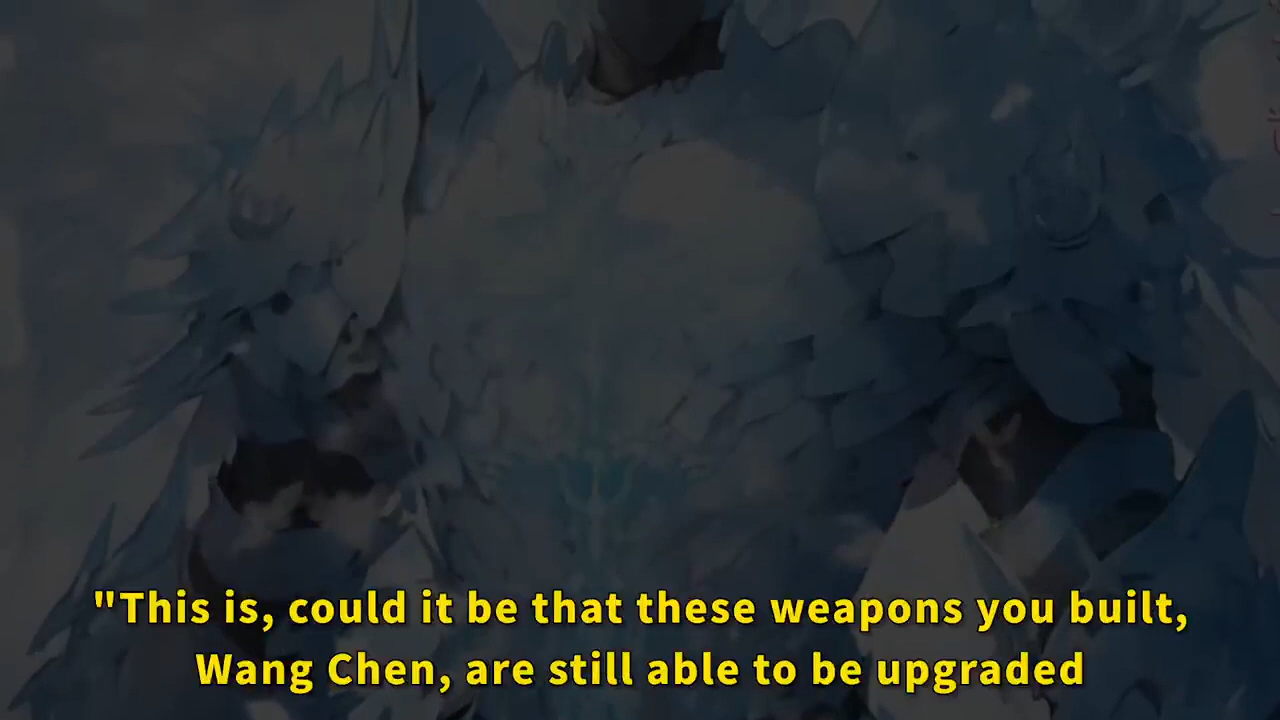 "This is, could it be that these weapons you built,
Wang Chen, are still able to be upgraded